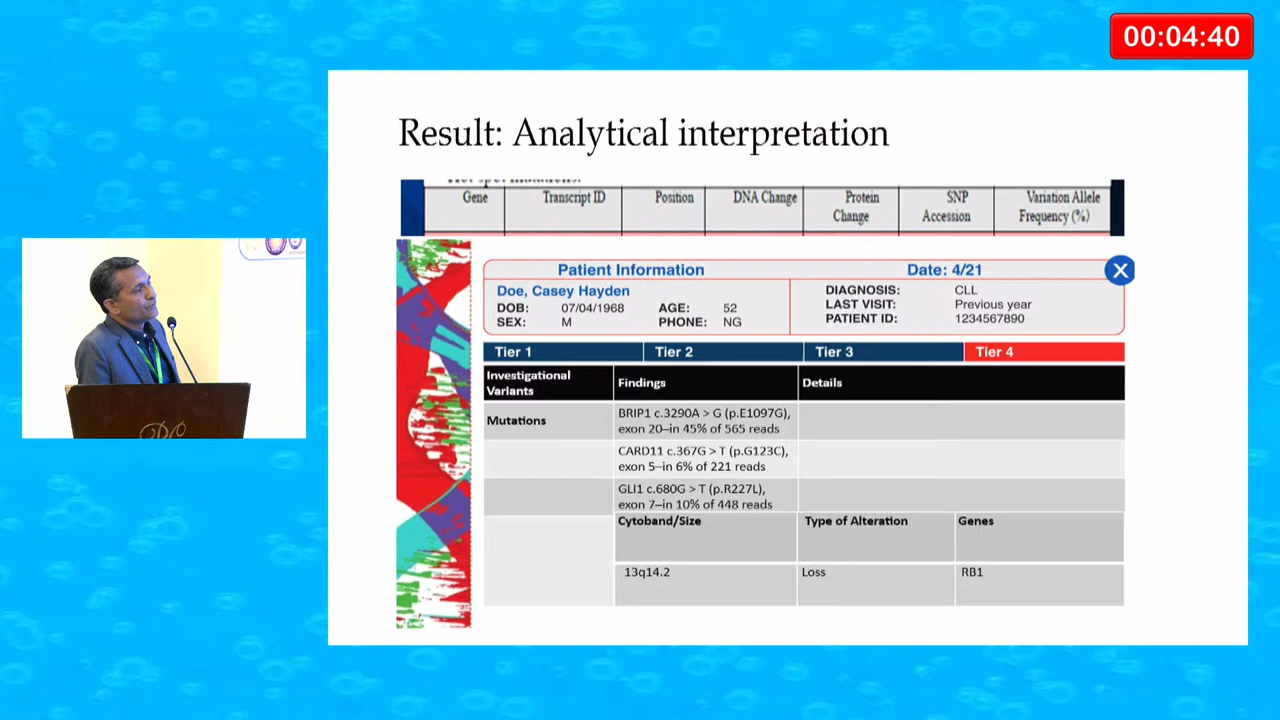 00:04:40
Result: Analytical interpretation
Gene Transcript ID Position DNA Change Protein Change SNP Accession Variation Allele Frequency (%)
Patient Information Date: 4/21
Doe, Casey Hayden
DOB: 07/04/1968 AGE: 52
SEX: M PHONE: NG
DIAGNOSIS: CLL
LAST VISIT: Previous year
PATIENT ID: 1234567890
X
Tier 1 Tier 2 Tier 3 Tier 4
Investigational Variants Findings Details
Mutations
BRIP1 c.3290A > G (p.E1097G),
exon 20–in 45% of 565 reads
CARD11 c.367G > T (p.G123C),
exon 5–in 6% of 221 reads
GLI1 c.680G > T (p.R227L),
exon 7–in 10% of 448 reads
Cytoband/Size Type of Alteration Genes
13q14.2 Loss RB1